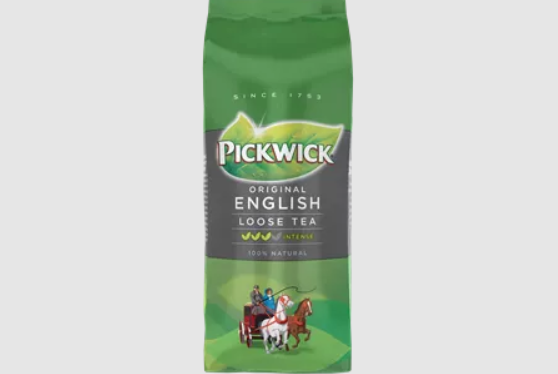 SINCE 1753
PICKWICK
ORIGINAL
ENGLISH
LOOSE TEA
INTENSE
100% NATURAL